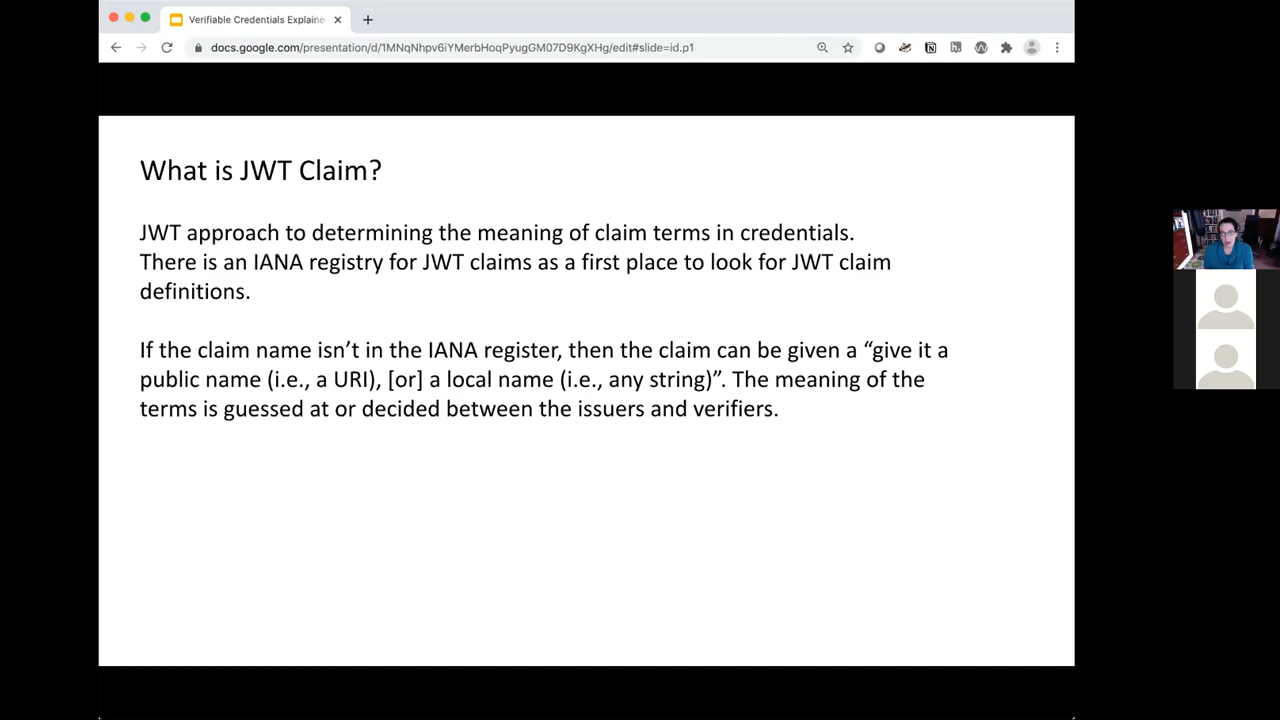 Verifiable Credentials Explaine
docs.google.com/presentation/d/1MNqNhpv6iYMerbHoqPyugGM07D9KgXHg/edit#slide=id.p1
What is JWT Claim?
JWT approach to determining the meaning of claim terms in credentials.
There is an IANA registry for JWT claims as a first place to look for JWT claim
definitions.
If the claim name isn’t in the IANA register, then the claim can be given a “give it a
public name (i.e., a URI), [or] a local name (i.e., any string)”. The meaning of the
terms is guessed at or decided between the issuers and verifiers.